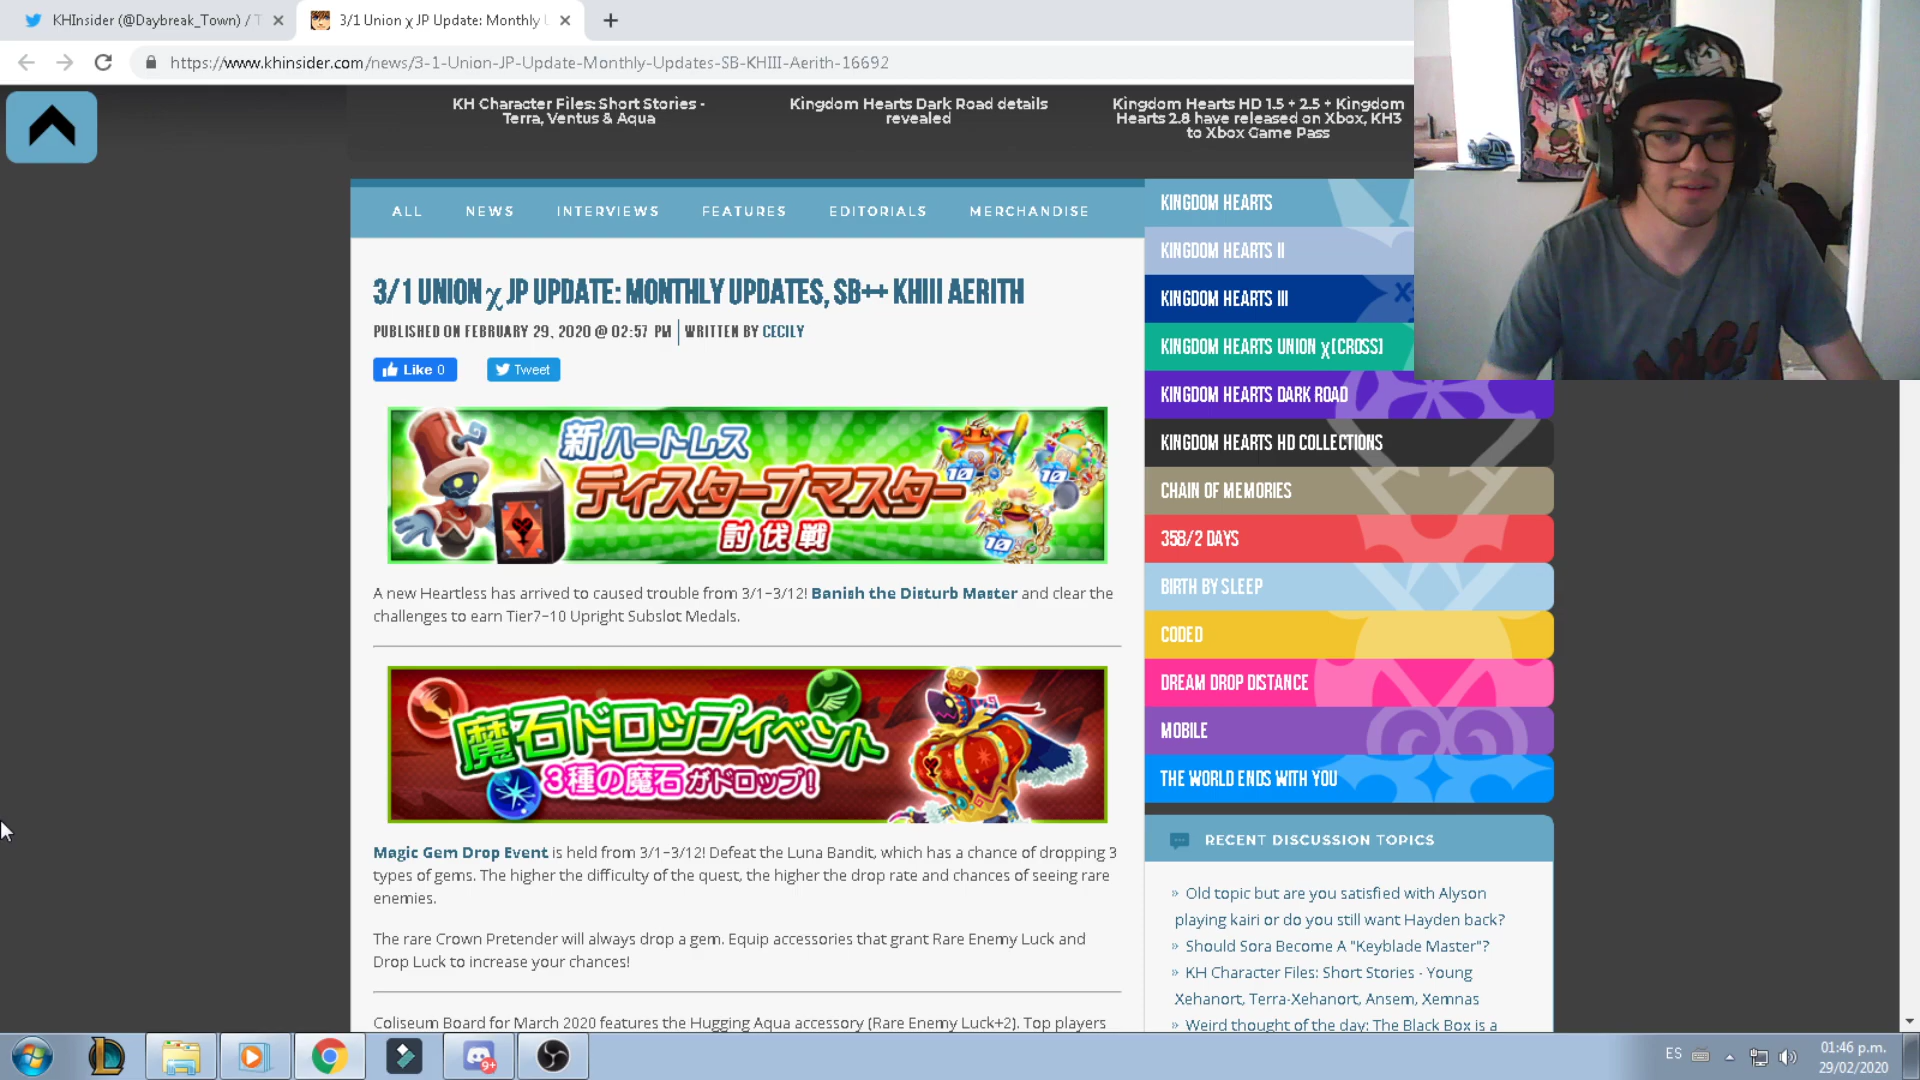 KHInsider (@Daybreak_Town) / T
3/1 Union χ JP Update: Monthly U
https://www.khinsider.com/news/3-1-Union-JP-Update-Monthly-Updates-SB-KHIII-Aerith-16692
KH Character Files: Short Stories -
Terra, Ventus & Aqua
Kingdom Hearts Dark Road details
revealed
Kingdom Hearts HD 1.5 + 2.5 + Kingdom
Hearts 2.8 have released on Xbox, KH3
to Xbox Game Pass
ALL NEWS INTERVIEWS FEATURES EDITORIALS MERCHANDISE
3/1 UNION χ JP UPDATE: MONTHLY UPDATES, SB++ KHIII AERITH
PUBLISHED ON FEBRUARY 29, 2020 @ 02:57 PM | WRITTEN BY CECILY
Like 0
Tweet
新ハートレス
ディスターブマスター
討伐戦
10
10
10
A new Heartless has arrived to caused trouble from 3/1-3/12! Banish the Disturb Master and clear the
challenges to earn Tier7-10 Upright Subslot Medals.
魔石ドロップイベント
3種の魔石がドロップ!
Magic Gem Drop Event is held from 3/1-3/12! Defeat the Luna Bandit, which has a chance of dropping 3
types of gems. The higher the difficulty of the quest, the higher the drop rate and chances of seeing rare
enemies.
The rare Crown Pretender will always drop a gem. Equip accessories that grant Rare Enemy Luck and
Drop Luck to increase your chances!
Coliseum Board for March 2020 features the Hugging Aqua accessory (Rare Enemy Luck+2). Top players
KINGDOM HEARTS
KINGDOM HEARTS II
KINGDOM HEARTS III
KINGDOM HEARTS UNION χ[CROSS]
KINGDOM HEARTS DARK ROAD
KINGDOM HEARTS HD COLLECTIONS
CHAIN OF MEMORIES
358/2 DAYS
BIRTH BY SLEEP
CODED
DREAM DROP DISTANCE
MOBILE
THE WORLD ENDS WITH YOU
RECENT DISCUSSION TOPICS
» Old topic but are you satisfied with Alyson
playing kairi or do you still want Hayden back?
» Should Sora Become A "Keyblade Master"?
» KH Character Files: Short Stories - Young
Xehanort, Terra-Xehanort, Ansem, Xemnas
» Weird thought of the day: The Black Box is a
9+
ES
01:46 p.m.
29/02/2020